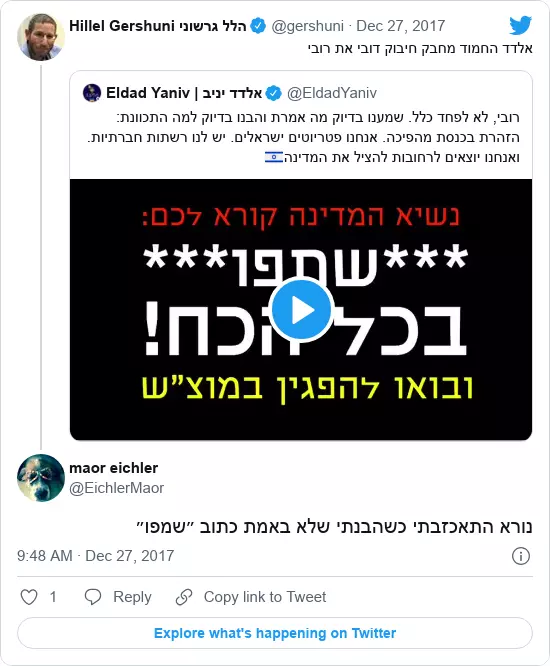 Hillel Gershuni הלל גרשוני @gershuni · Dec 27, 2017
אלדד החמוד מחבק חיבוק דובי את רובי
Eldad Yaniv | אלדד יניב @EldadYaniv
רובי, לא לפחד כלל. שמענו בדיוק מה אמרת והבנו בדיוק למה התכוונת:
הזהרת בכנסת מהפיכה. אנחנו פטריוטים ישראלים. יש לנו רשתות חברתיות.
ואנחנו יוצאים לרחובות להציל את המדינה🇮🇱
נשיא המדינה קורא לכם:
***שתפו***
בכל הכח!
ובואו להפגין במוצ״ש
maor eichler
@EichlerMaor
נורא התאכזבתי כשהבנתי שלא באמת כתוב ״שמפו״
9:48 AM · Dec 27, 2017
1 Reply Copy link to Tweet
Explore what's happening on Twitter